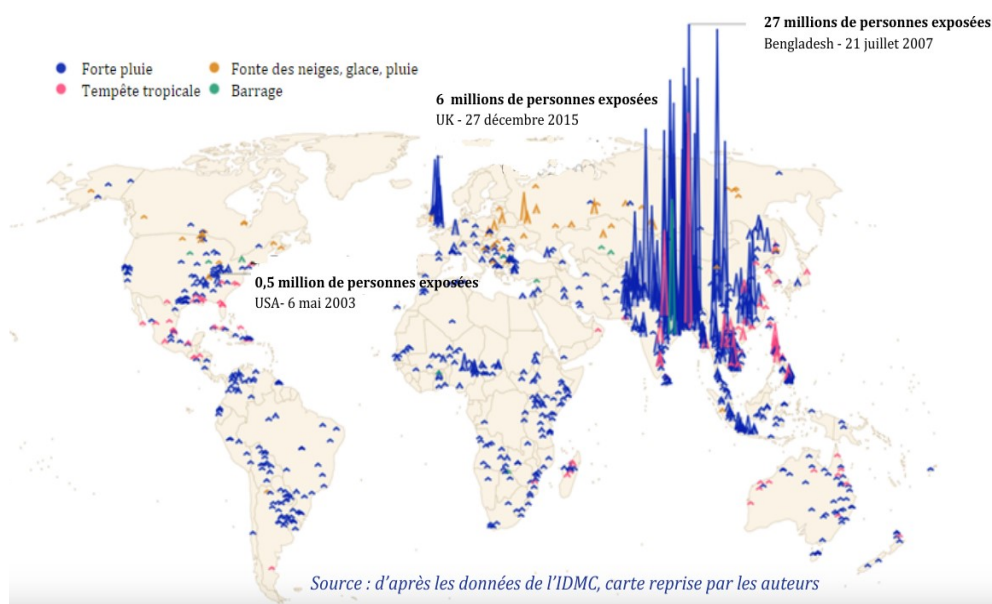 27 millions de personnes exposées
Bengladesh - 21 juillet 2007
Forte pluie
Fonte des neiges, glace, pluie
Tempête tropicale
Barrage
6 millions de personnes exposées
UK - 27 décembre 2015
0,5 million de personnes exposées
USA- 6 mai 2003
Source : d'après les données de l'IDMC, carte reprise par les auteurs